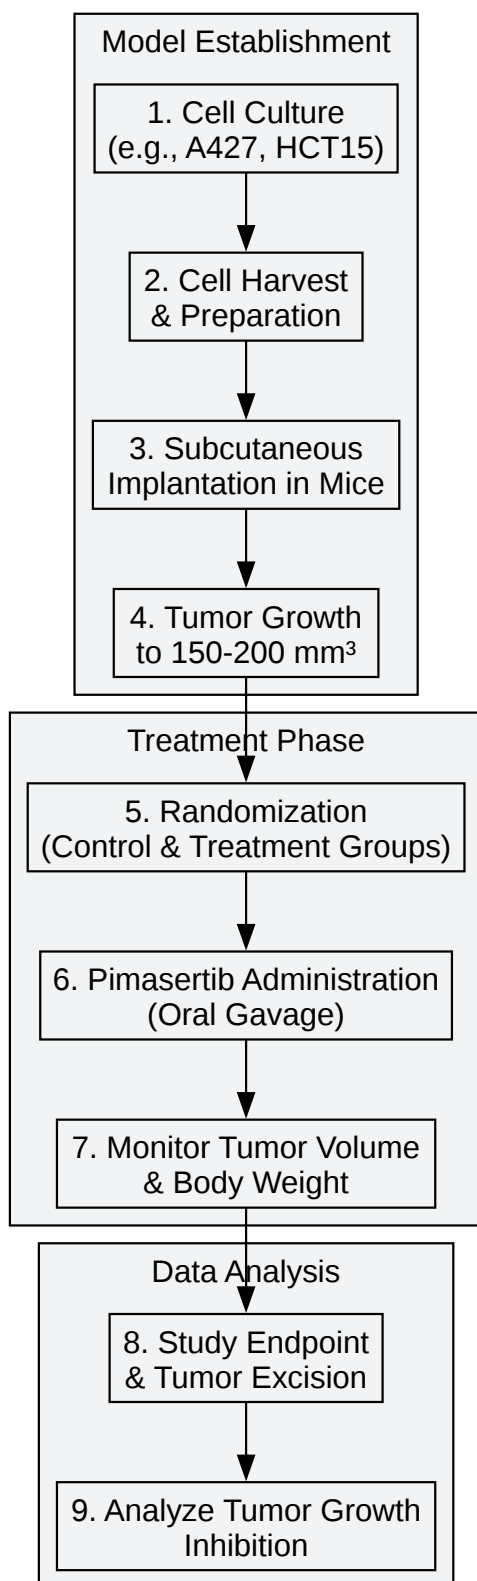 Model Establishment
1. Cell Culture
(e.g., A427, HCT15)
2. Cell Harvest
& Preparation
3. Subcutaneous
Implantation in Mice
4. Tumor Growth
to 150-200 mm³
Treatment Phase
5. Randomization
(Control & Treatment Groups)
6. Pimasertib Administration
(Oral Gavage)
7. Monitor Tumor Volume
& Body Weight
Data Analysis
8. Study Endpoint
& Tumor Excision
9. Analyze Tumor Growth
Inhibition